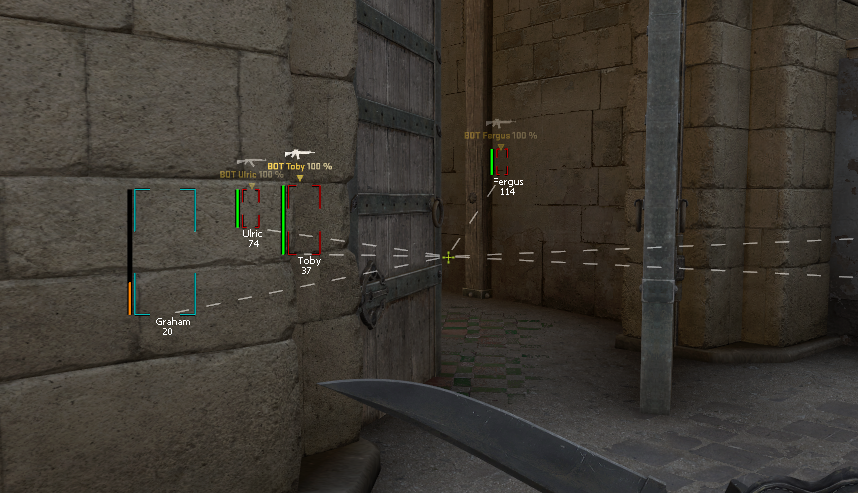 BOT Fergus 100 %
BOT Toby 100 %
BOT Ulric 100 %
Fergus
114
Ulric
74
Toby
37
Graham
20